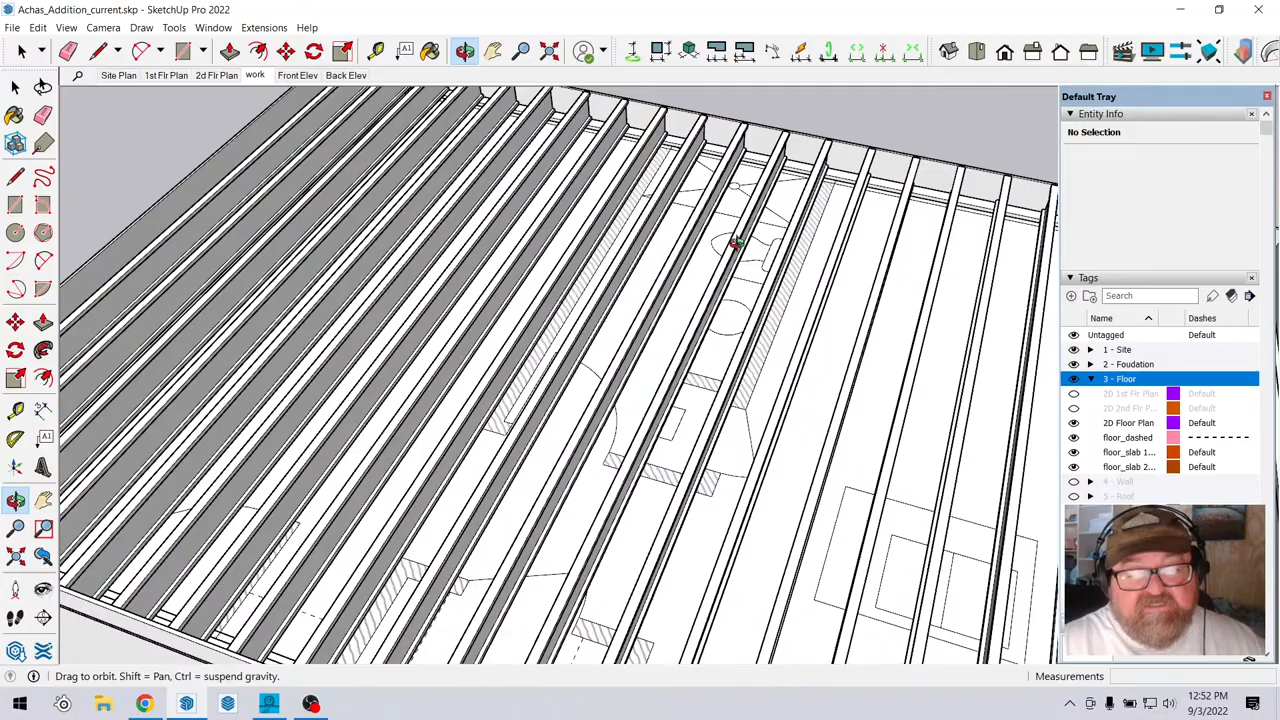 Achas_Addition_current.skp - SketchUp Pro 2022
File Edit View Camera Draw Tools Window Extensions Help
A1
Site Plan 1st Flr Plan 2d Flr Plan work Front Elev Back Elev
Default Tray
Entity Info
No Selection
Tags
Search
Name Dashes
Untagged Default
1 - Site
2 - Foudation
3 - Floor
2D 1st Flr Plan Default
2D 2nd Flr P... Default
2D Floor Plan Default
floor_dashed
floor_slab 1... Default
floor_slab 2... Default
4 - Wall
5 - Roof
A1
Drag to orbit. Shift = Pan, Ctrl = suspend gravity.
Measurements
12:52 PM
9/3/2022